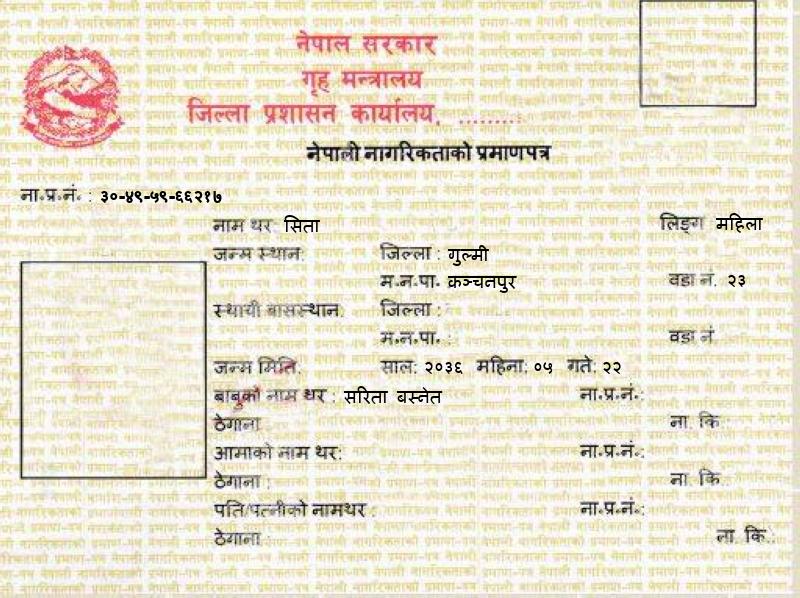 नेपाल सरकार
गृह मन्त्रालय
जिल्ला प्रशासन कार्यालय, .........
नेपाली नागरिकताको प्रमाणपत्र
ना.प्र.नं. : ३०-४९-५९-६६२१७
नाम थर: सिता लिङ्ग महिला
जन्म स्थान: जिल्ला : गुल्मी
म.न.पा. कञ्चनपुर वडा नं. २३
स्थायी बासस्थान: जिल्ला :
म.न.पा. : वडा नं
जन्म मिति: साल: २०३६ महिना: ०५ गते: २२
बाबुको नाम थर : सरिता बस्नेत ना.प्र.नं.:
ठेगाना ना. कि.:
आमाको नाम थर: ना.प्र.नं.:
ठेगाना : ना. कि.
पति/पत्नीको नामथर : ना.प्र.नं.:
ठेगाना : ना. कि.: